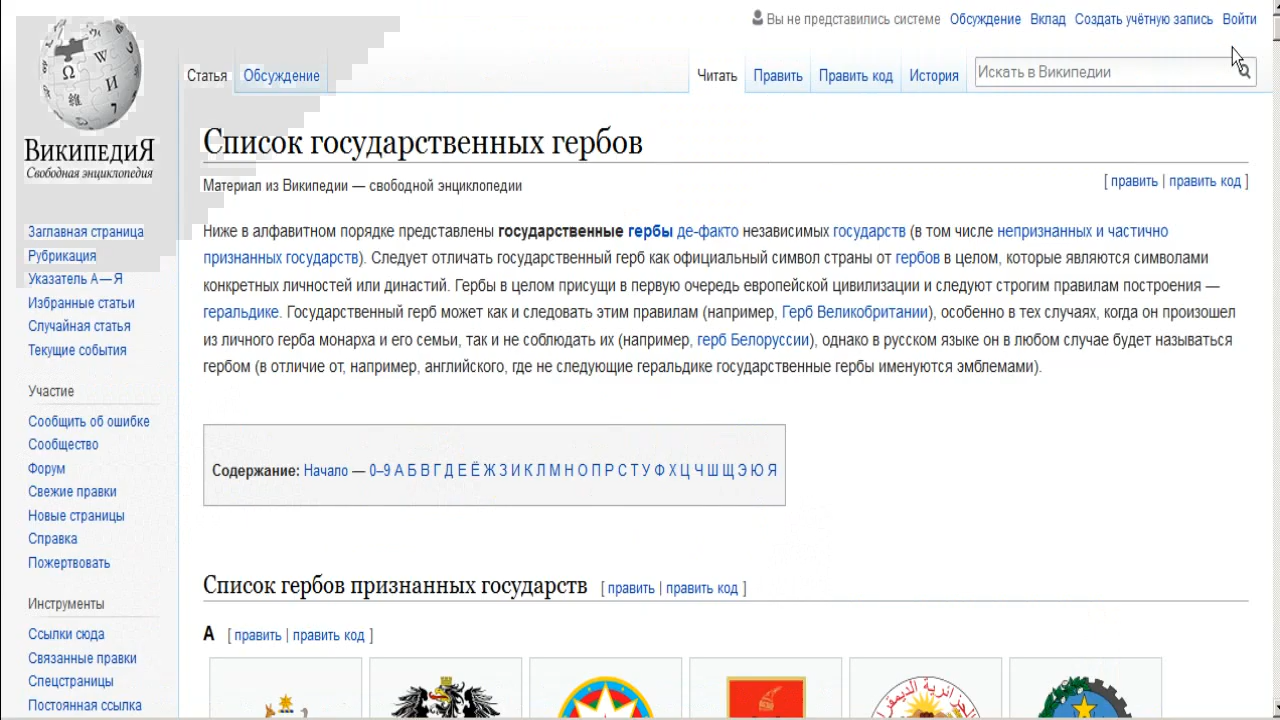 Вы не представились системе Обсуждение Вклад Создать учётную запись Войти
Статья Обсуждение Читать Править Править код История Искать в Википедии
ВикипедиЯ
Свободная энциклопедия
Заглавная страница
Рубрикация
Указатель А — Я
Избранные статьи
Случайная статья
Текущие события
Участие
Сообщить об ошибке
Сообщество
Форум
Свежие правки
Новые страницы
Справка
Пожертвовать
Инструменты
Ссылки сюда
Связанные правки
Спецстраницы
Постоянная ссылка
Список государственных гербов
Материал из Википедии — свободной энциклопедии
[ править | править код ]
Ниже в алфавитном порядке представлены государственные гербы де-факто независимых государств (в том числе непризнанных и частично
признанных государств). Следует отличать государственный герб как официальный символ страны от гербов в целом, которые являются символами
конкретных личностей или династий. Гербы в целом присущи в первую очередь европейской цивилизации и следуют строгим правилам построения —
геральдике. Государственный герб может как и следовать этим правилам (например, Герб Великобритании), особенно в тех случаях, когда он произошел
из личного герба монарха и его семьи, так и не соблюдать их (например, герб Белоруссии), однако в русском языке он в любом случае будет называться
гербом (в отличие от, например, английского, где не следующие геральдике государственные гербы именуются эмблемами).
Содержание: Начало — 0–9 А Б В Г Д Е Ё Ж З И К Л М Н О П Р С Т У Ф Х Ц Ч Ш Щ Э Ю Я
Список гербов признанных государств [ править | править код ]
А [ править | править код ]